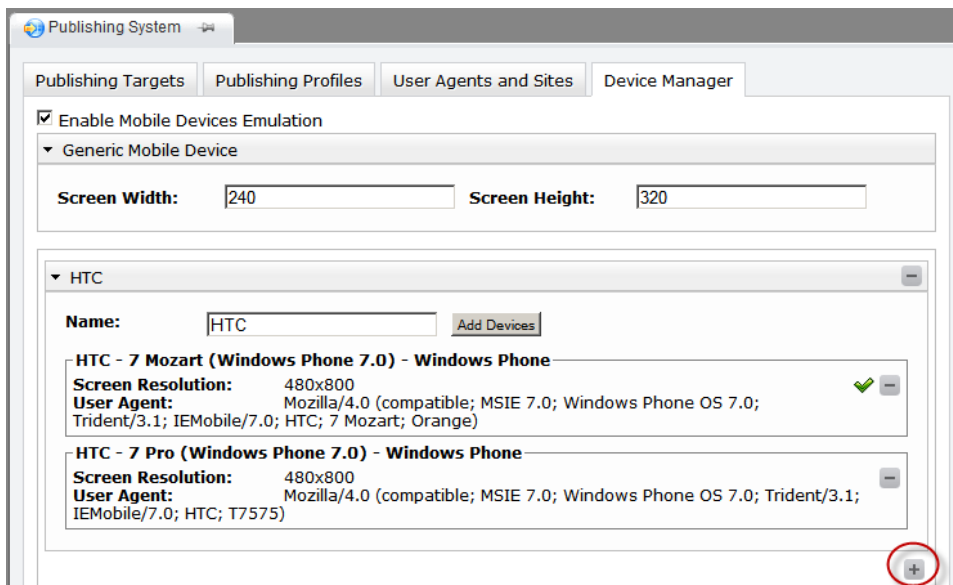 Publishing System
Publishing Targets Publishing Profiles User Agents and Sites Device Manager
Enable Mobile Devices Emulation
Generic Mobile Device
Screen Width: 240 Screen Height: 320
HTC
Name: HTC Add Devices
HTC - 7 Mozart (Windows Phone 7.0) - Windows Phone
Screen Resolution: 480x800
User Agent: Mozilla/4.0 (compatible; MSIE 7.0; Windows Phone OS 7.0;
Trident/3.1; IEMobile/7.0; HTC; 7 Mozart; Orange)
HTC - 7 Pro (Windows Phone 7.0) - Windows Phone
Screen Resolution: 480x800
User Agent: Mozilla/4.0 (compatible; MSIE 7.0; Windows Phone OS 7.0; Trident/3.1;
IEMobile/7.0; HTC; T7575)